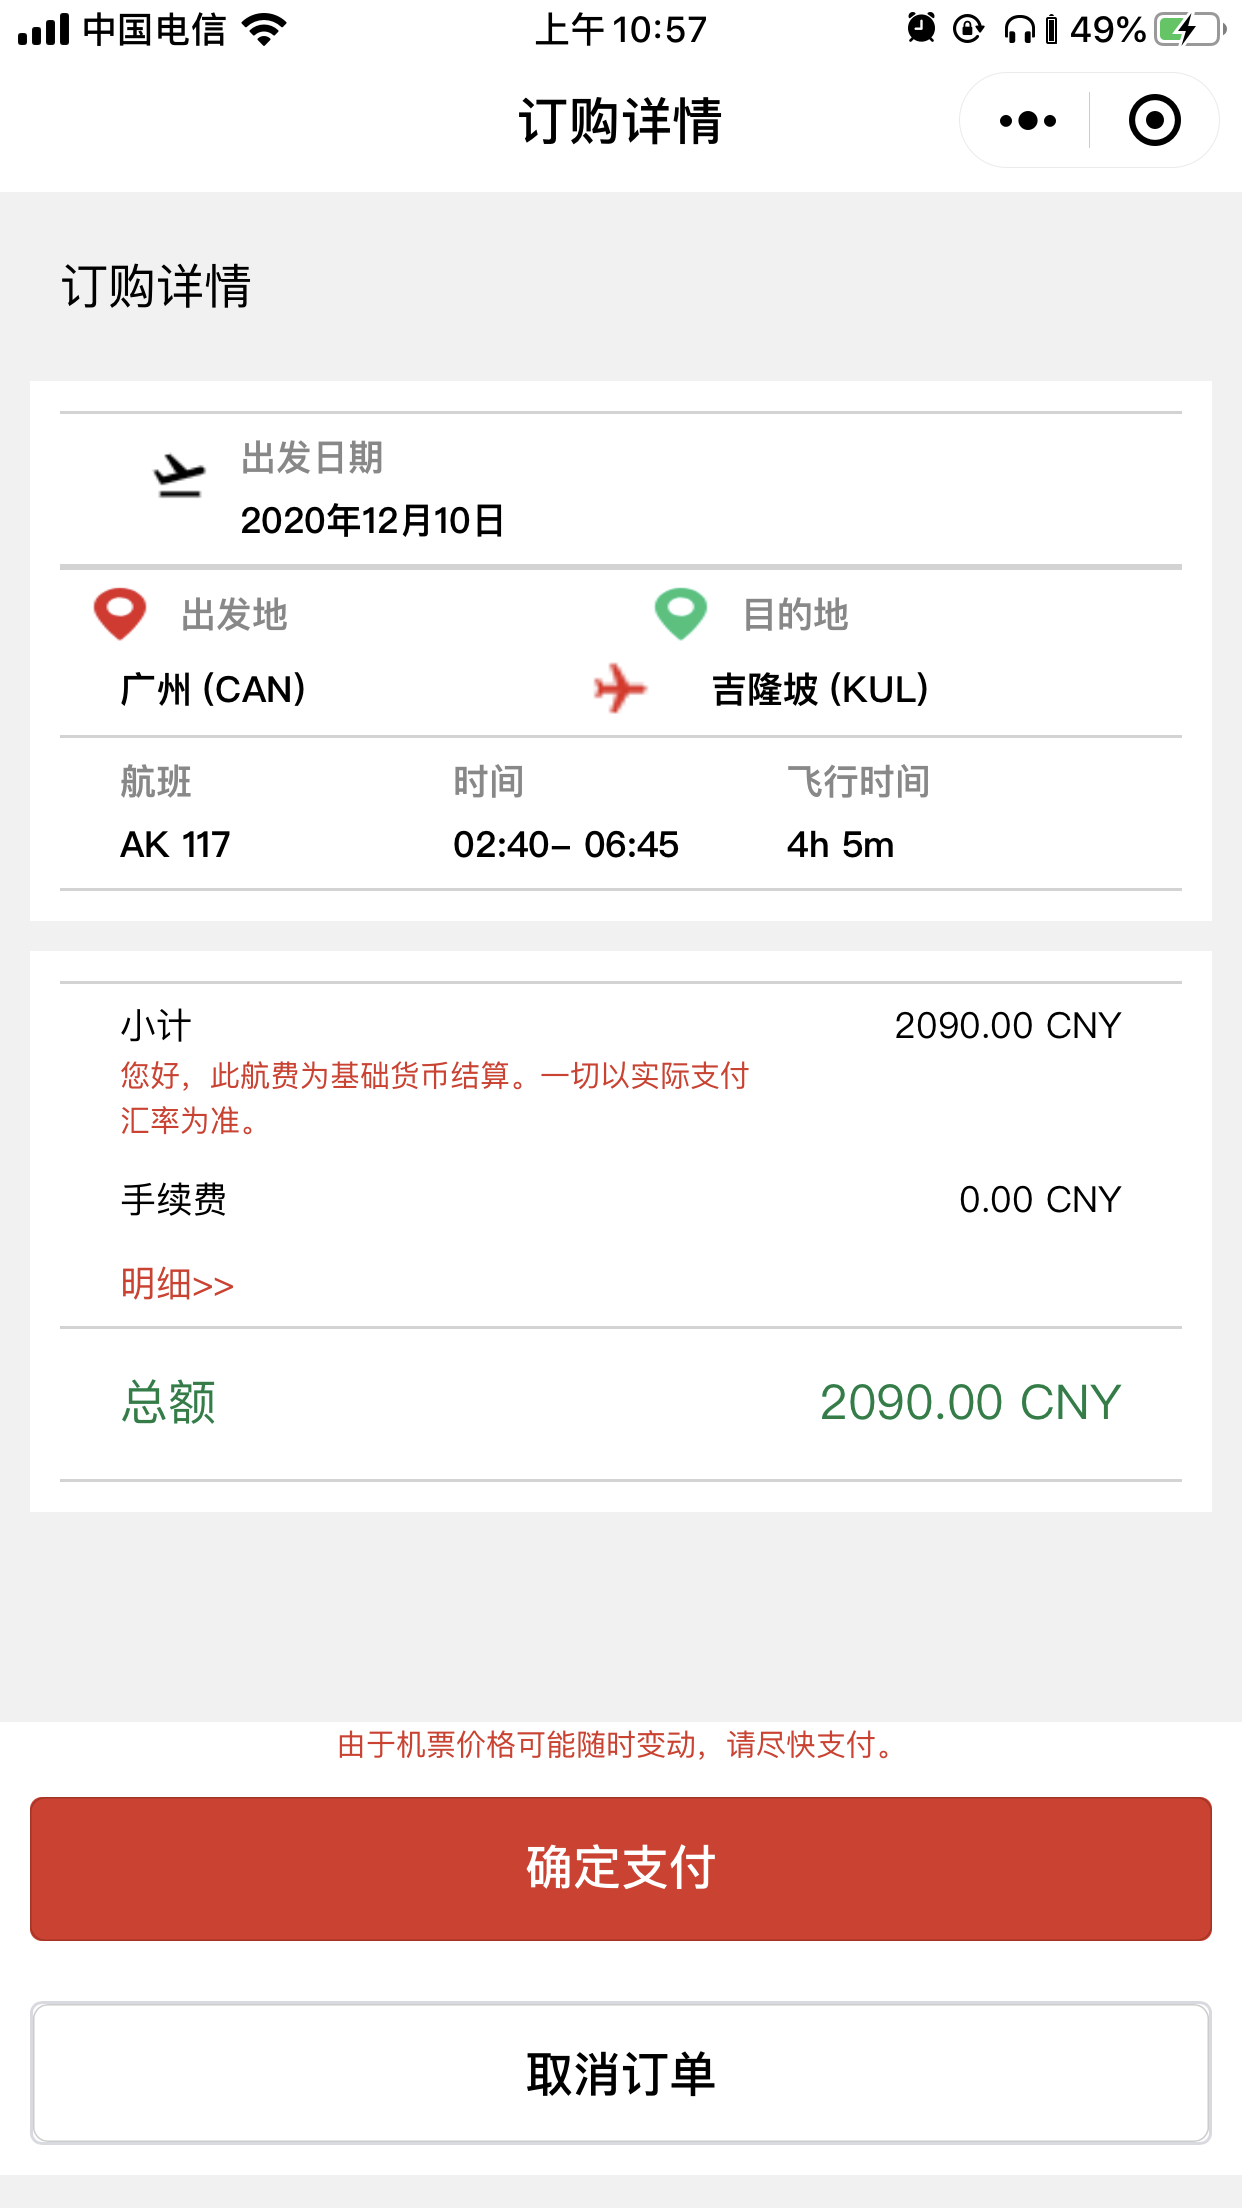 中国电信 上午10:57 49%
订购详情
订购详情
出发日期
2020年12月10日
出发地 目的地
广州 (CAN) 吉隆坡 (KUL)
航班 时间 飞行时间
AK 117 02:40– 06:45 4h 5m
小计 2090.00 CNY
您好，此航费为基础货币结算。一切以实际支付
汇率为准。
手续费 0.00 CNY
明细>>
总额 2090.00 CNY
由于机票价格可能随时变动，请尽快支付。
确定支付
取消订单